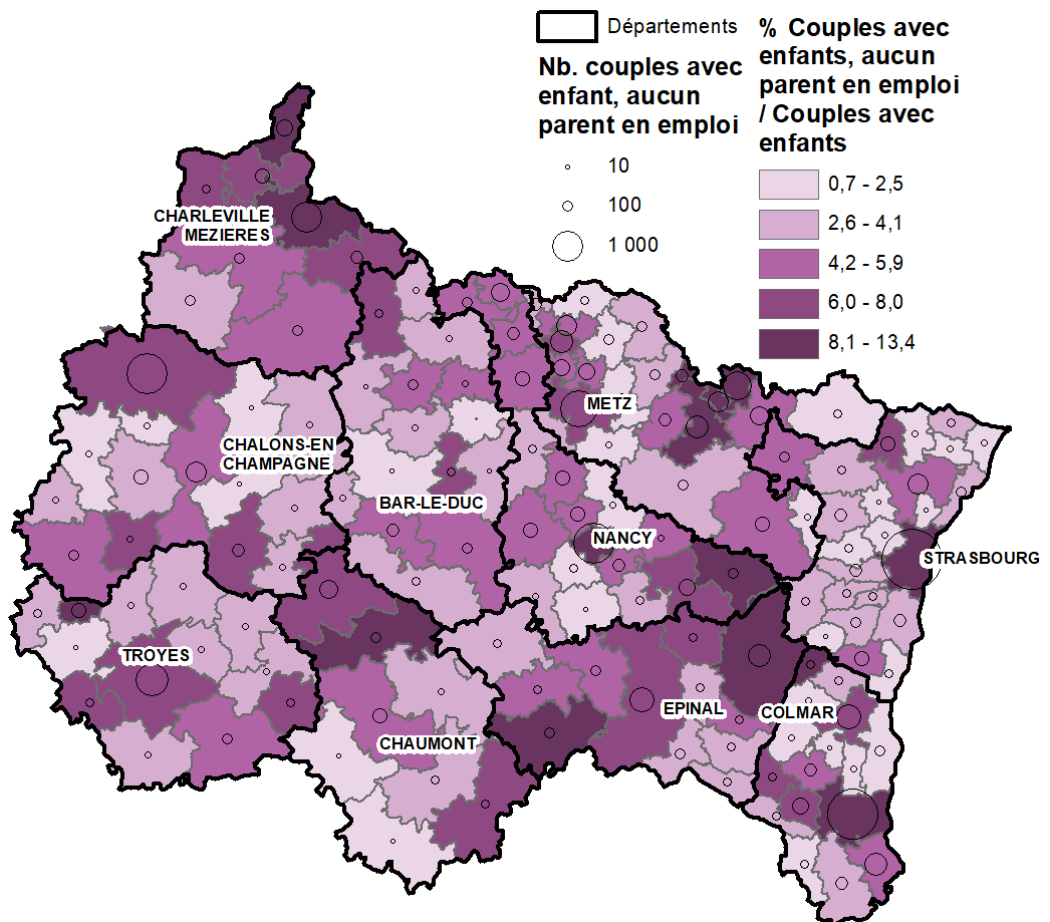 Départements
Nb. couples avec
enfant, aucun
parent en emploi
10
100
1 000
% Couples avec
enfants, aucun
parent en emploi
/ Couples avec
enfants
0,7 - 2,5
2,6 - 4,1
4,2 - 5,9
6,0 - 8,0
8,1 - 13,4
CHARLEVILLE
MEZIERES
METZ
CHALONS-EN
CHAMPAGNE
BAR-LE-DUC
NANCY
STRASBOURG
TROYES
EPINAL
COLMAR
CHAUMONT